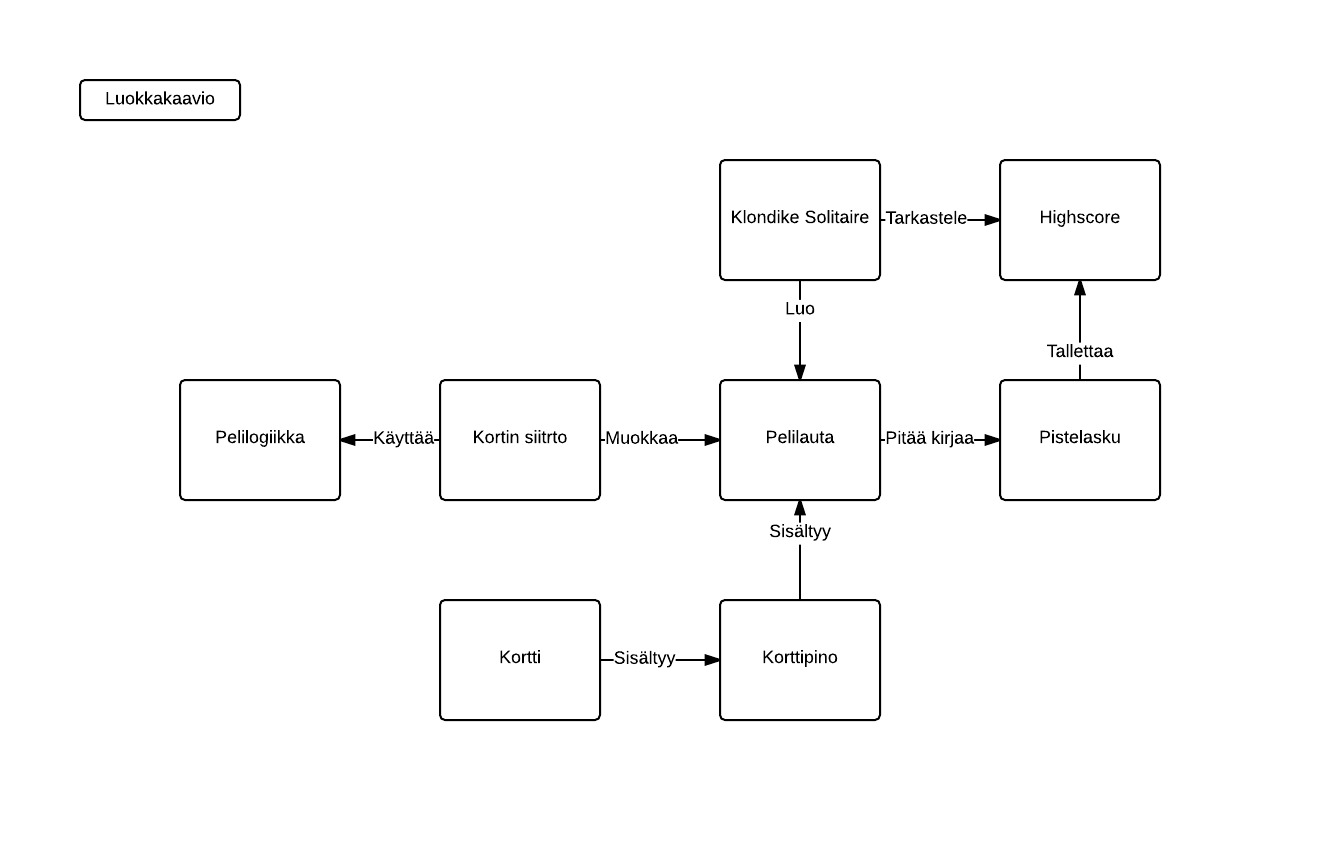 Luokkakaavio
Klondike Solitaire
Tarkastele
Highscore
Luo
Tallettaa
Pelilogiikka
Käyttää
Kortin siitrto
Muokkaa
Pelilauta
Pitää kirjaa
Pistelasku
Sisältyy
Kortti
Sisältyy
Korttipino